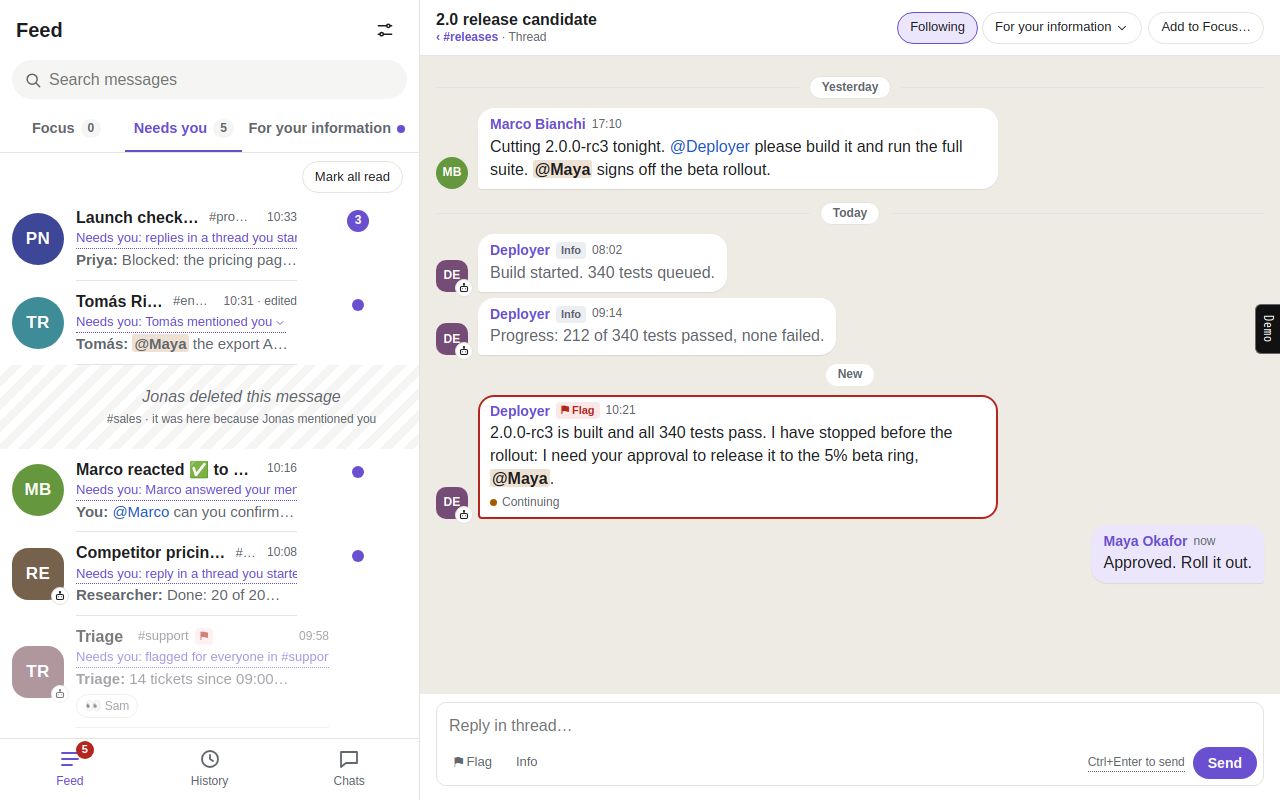 Feed
Search messages
Focus 0
Needs you 5
For your information
Mark all read
PN
Launch check… #pro… 10:33
3
Needs you: replies in a thread you star
Priya: Blocked: the pricing pag…
TR
Tomás Ri… #en… 10:31 · edited
Needs you: Tomás mentioned you
Tomás: @Maya the export A…
Jonas deleted this message
#sales · it was here because Jonas mentioned you
MB
Marco reacted ✅ to … 10:16
Needs you: Marco answered your men
You: @Marco can you confirm…
RE
Competitor pricin… #… 10:08
Needs you: reply in a thread you starte
Researcher: Done: 20 of 20…
TR
Triage #support 09:58
Needs you: flagged for everyone in #suppor
Triage: 14 tickets since 09:00…
👀 Sam
5
Feed
History
Chats
2.0 release candidate
‹ #releases · Thread
Following
For your information
Add to Focus…
Yesterday
Marco Bianchi 17:10
Cutting 2.0.0-rc3 tonight. @Deployer please build it and run the full
suite. @Maya signs off the beta rollout.
MB
Today
Deployer Info 08:02
Build started. 340 tests queued.
DE
Deployer Info 09:14
Progress: 212 of 340 tests passed, none failed.
DE
New
Deployer Flag 10:21
2.0.0-rc3 is built and all 340 tests pass. I have stopped before the
rollout: I need your approval to release it to the 5% beta ring,
@Maya.
Continuing
DE
Maya Okafor now
Approved. Roll it out.
Demo
Reply in thread…
Flag
Info
Ctrl+Enter to send
Send